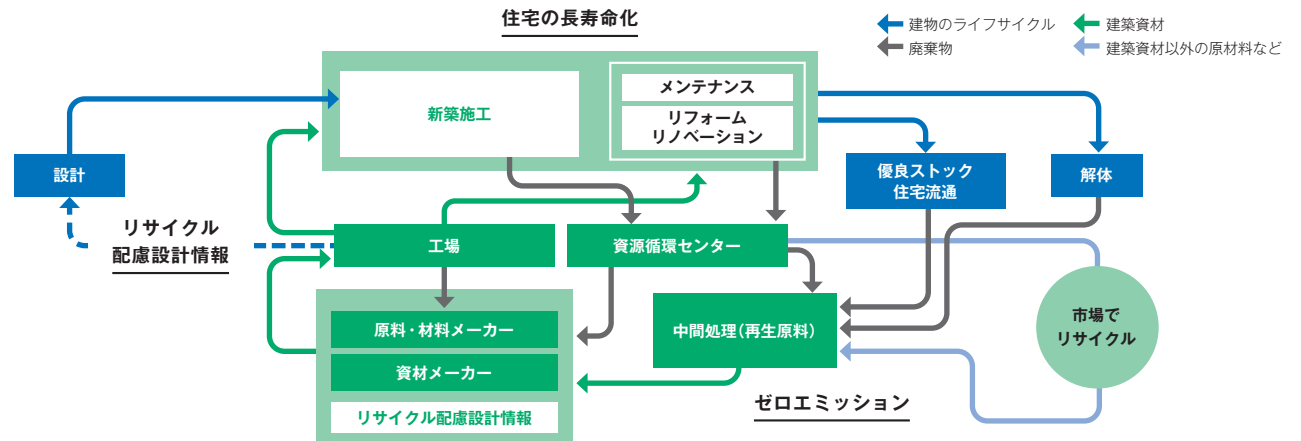 住宅の長寿命化
建物のライフサイクル
建築資材
廃棄物
建築資材以外の原材料など
新築施工
メンテナンス
リフォーム
リノベーション
設計
優良ストック
住宅流通
解体
リサイクル
配慮設計情報
工場
資源循環センター
原料・材料メーカー
資材メーカー
リサイクル配慮設計情報
中間処理(再生原料)
市場で
リサイクル
ゼロエミッション